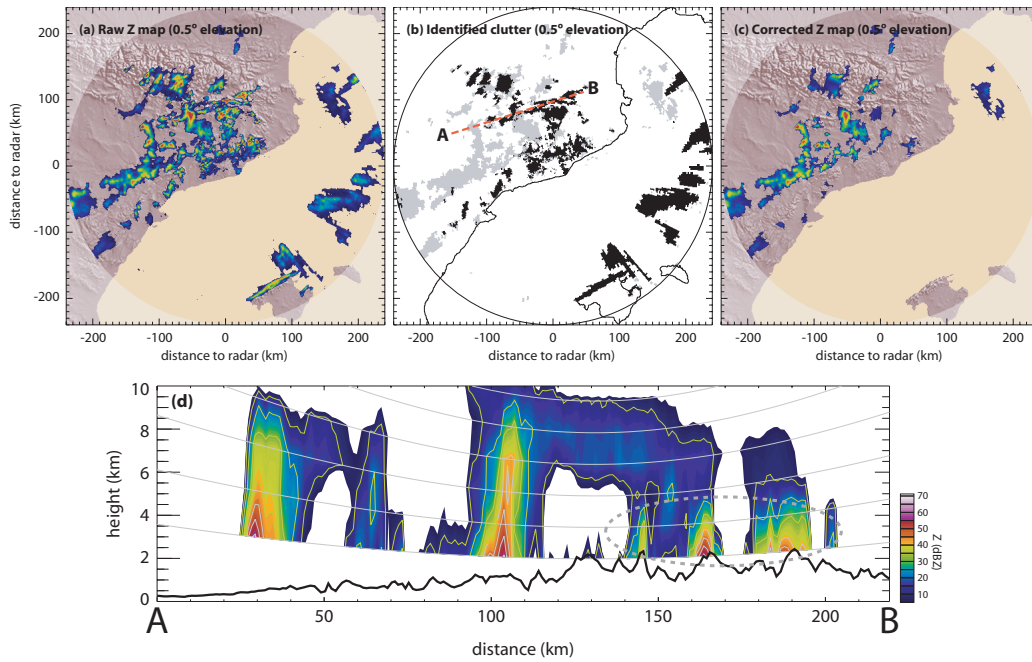 (a) Raw Z map (0.5° elevation)
(b) Identified clutter (0.5° elevation)
(c) Corrected Z map (0.5° elevation)
distance to radar (km)
200
100
0
-100
-200
A
B
-200 -100 0 100 200
-200 -100 0 100 200
-200 -100 0 100 200
distance to radar (km)
distance to radar (km)
distance to radar (km)
(d)
height (km)
10
8
6
4
2
0
50 100 150 200
A
B
distance (km)
70
60
50
40
30
20
10
Z (dBZ)